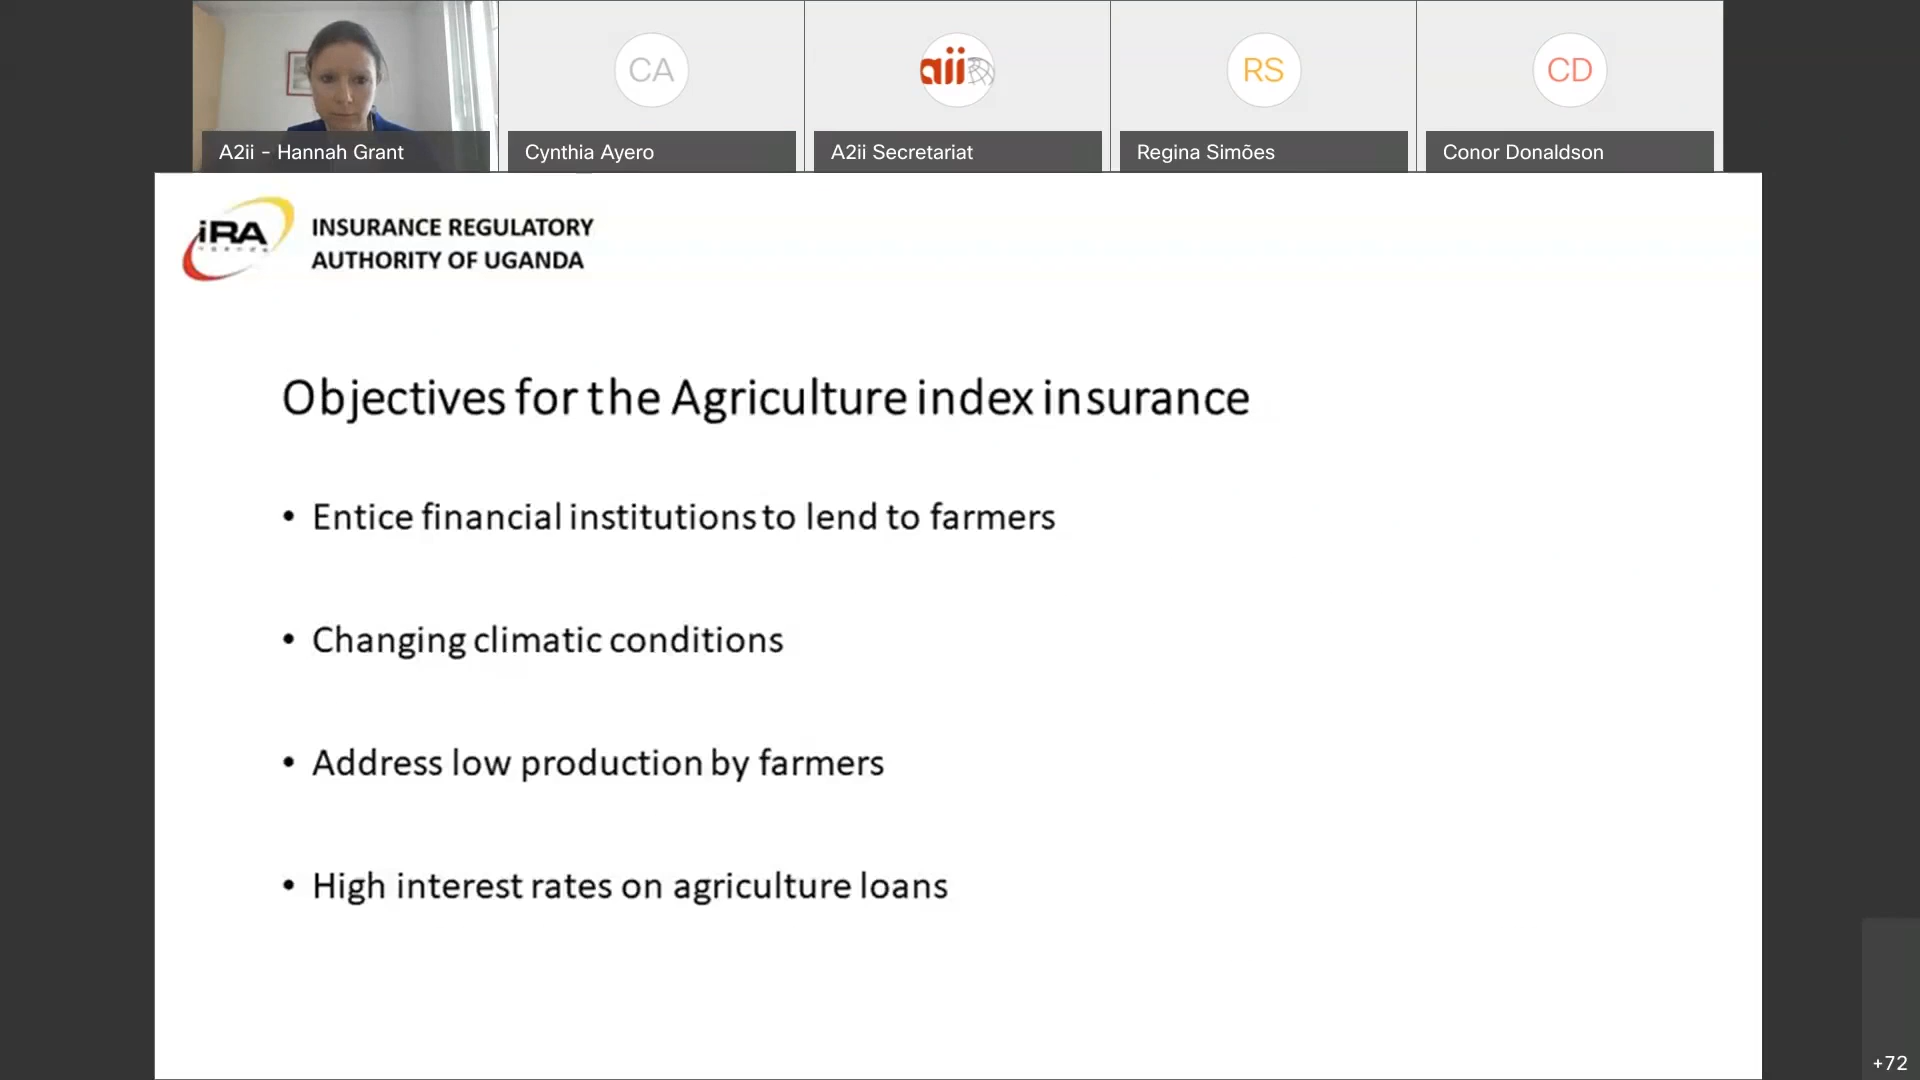 CA
aii
RS
CD
A2ii - Hannah Grant
Cynthia Ayero
A2ii Secretariat
Regina Simões
Conor Donaldson
iRA
INSURANCE REGULATORY
AUTHORITY OF UGANDA
Objectives for the Agriculture index insurance
• Entice financial institutions to lend to farmers
• Changing climatic conditions
• Address low production by farmers
• High interest rates on agriculture loans
+72